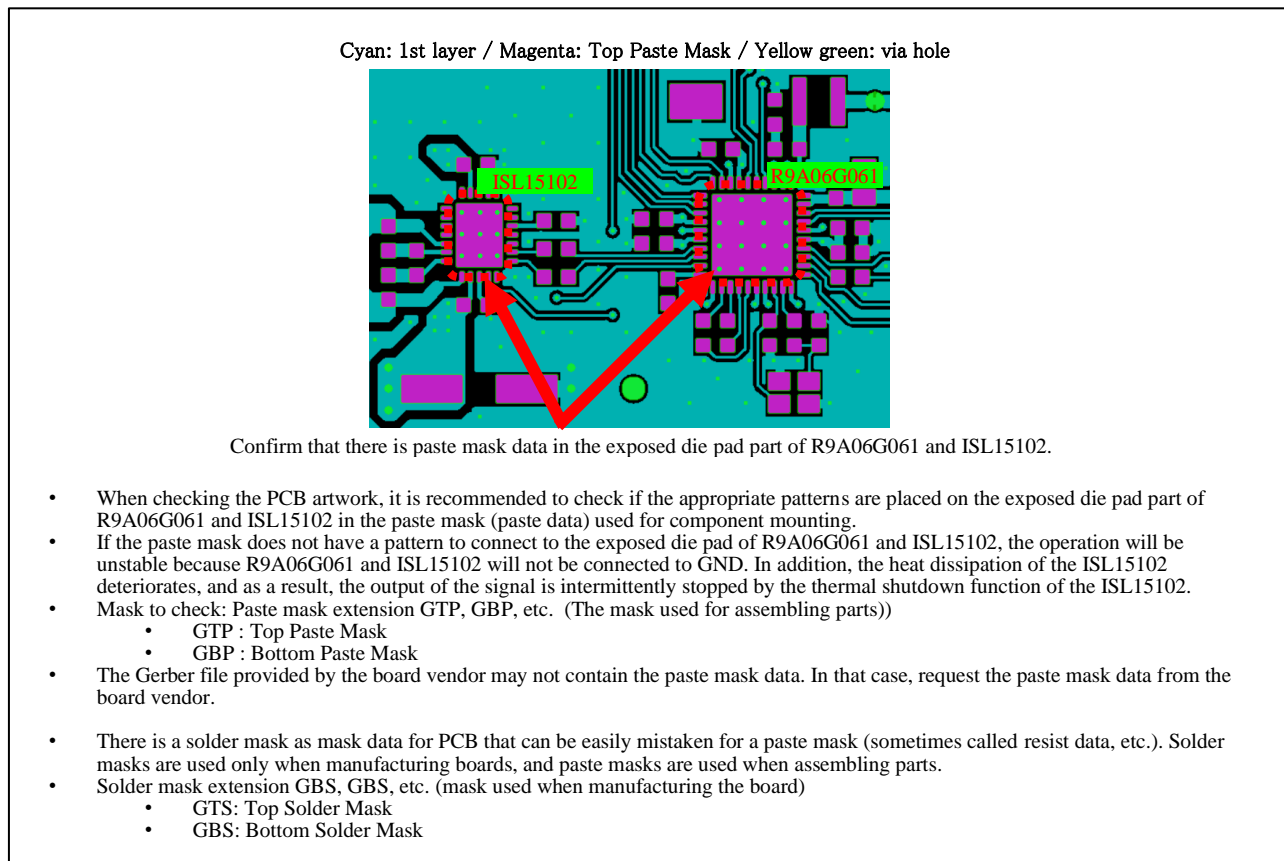 Cyan: 1st layer / Magenta: Top Paste Mask / Yellow green: via hole
ISL15102
R9A06G061
Confirm that there is paste mask data in the exposed die pad part of R9A06G061 and ISL15102.
• When checking the PCB artwork, it is recommended to check if the appropriate patterns are placed on the exposed die pad part of
R9A06G061 and ISL15102 in the paste mask (paste data) used for component mounting.
• If the paste mask does not have a pattern to connect to the exposed die pad of R9A06G061 and ISL15102, the operation will be
unstable because R9A06G061 and ISL15102 will not be connected to GND. In addition, the heat dissipation of the ISL15102
deteriorates, and as a result, the output of the signal is intermittently stopped by the thermal shutdown function of the ISL15102.
• Mask to check: Paste mask extension GTP, GBP, etc. (The mask used for assembling parts))
• GTP : Top Paste Mask
• GBP : Bottom Paste Mask
• The Gerber file provided by the board vendor may not contain the paste mask data. In that case, request the paste mask data from the
board vendor.
• There is a solder mask as mask data for PCB that can be easily mistaken for a paste mask (sometimes called resist data, etc.). Solder
masks are used only when manufacturing boards, and paste masks are used when assembling parts.
• Solder mask extension GBS, GBS, etc. (mask used when manufacturing the board)
• GTS: Top Solder Mask
• GBS: Bottom Solder Mask